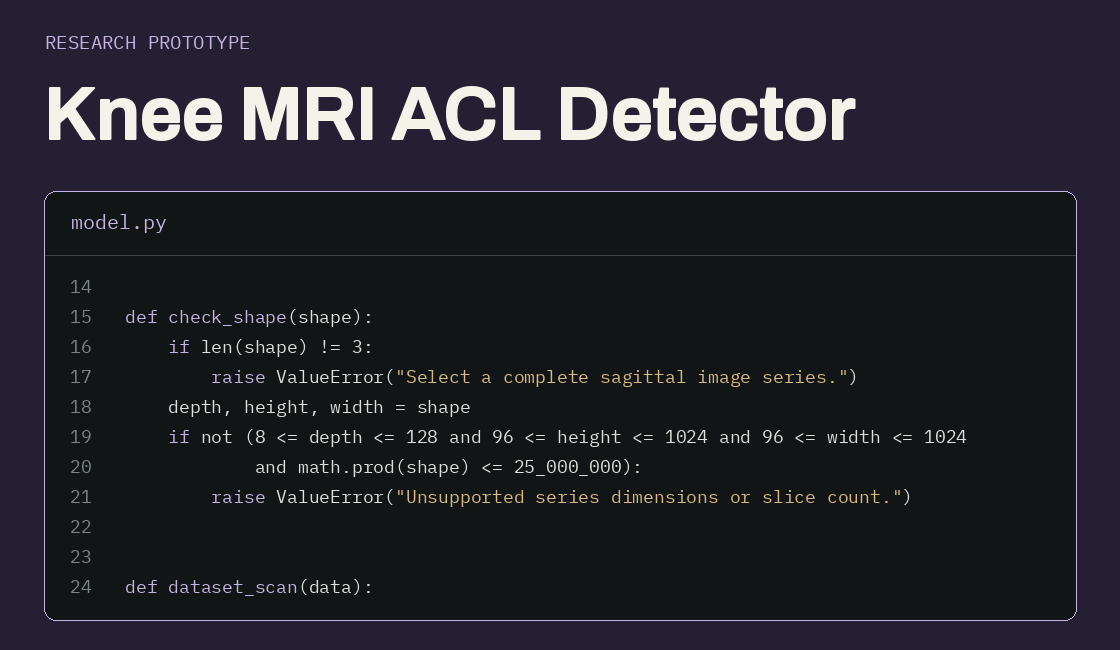 RESEARCH PROTOTYPE
Knee MRI ACL Detector
model.py
14
15 def check_shape(shape):
16     if len(shape) != 3:
17         raise ValueError("Select a complete sagittal image series.")
18     depth, height, width = shape
19     if not (8 <= depth <= 128 and 96 <= height <= 1024 and 96 <= width <= 1024
20             and math.prod(shape) <= 25_000_000):
21         raise ValueError("Unsupported series dimensions or slice count.")
22
23
24 def dataset_scan(data):